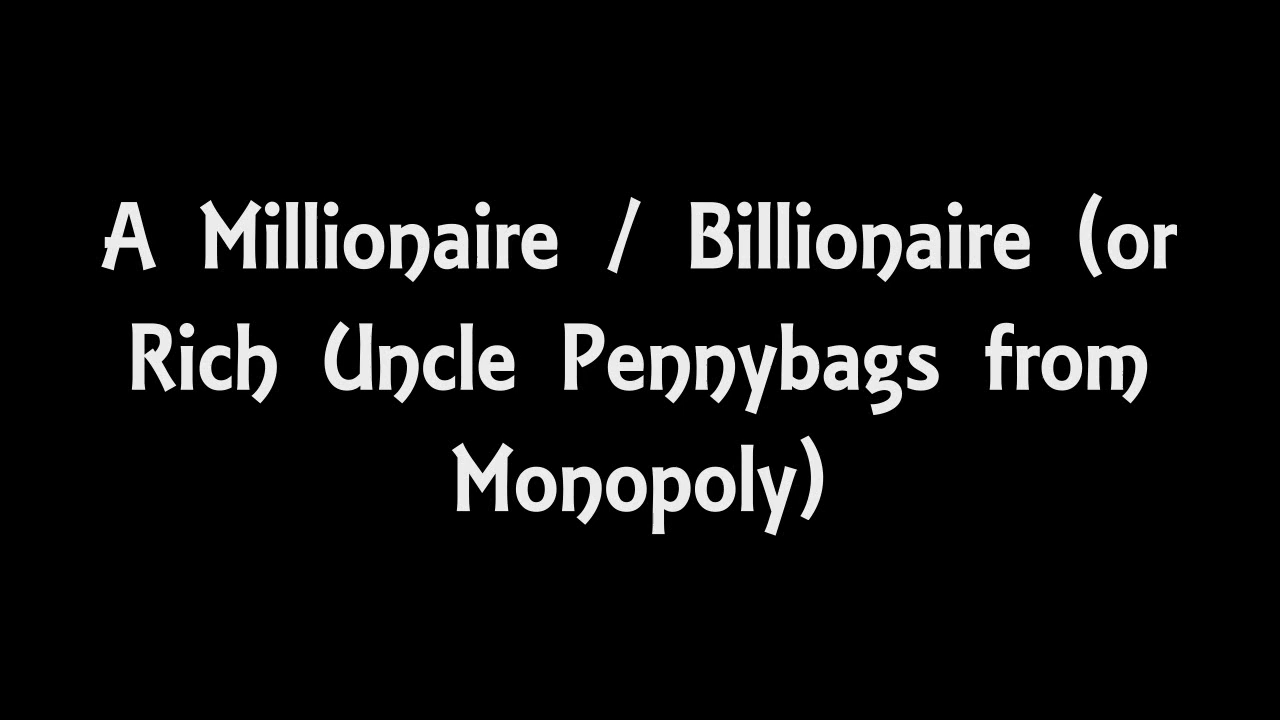 A Millionaire / Billionaire (or
Rich Uncle Pennybags from
Monopoly)